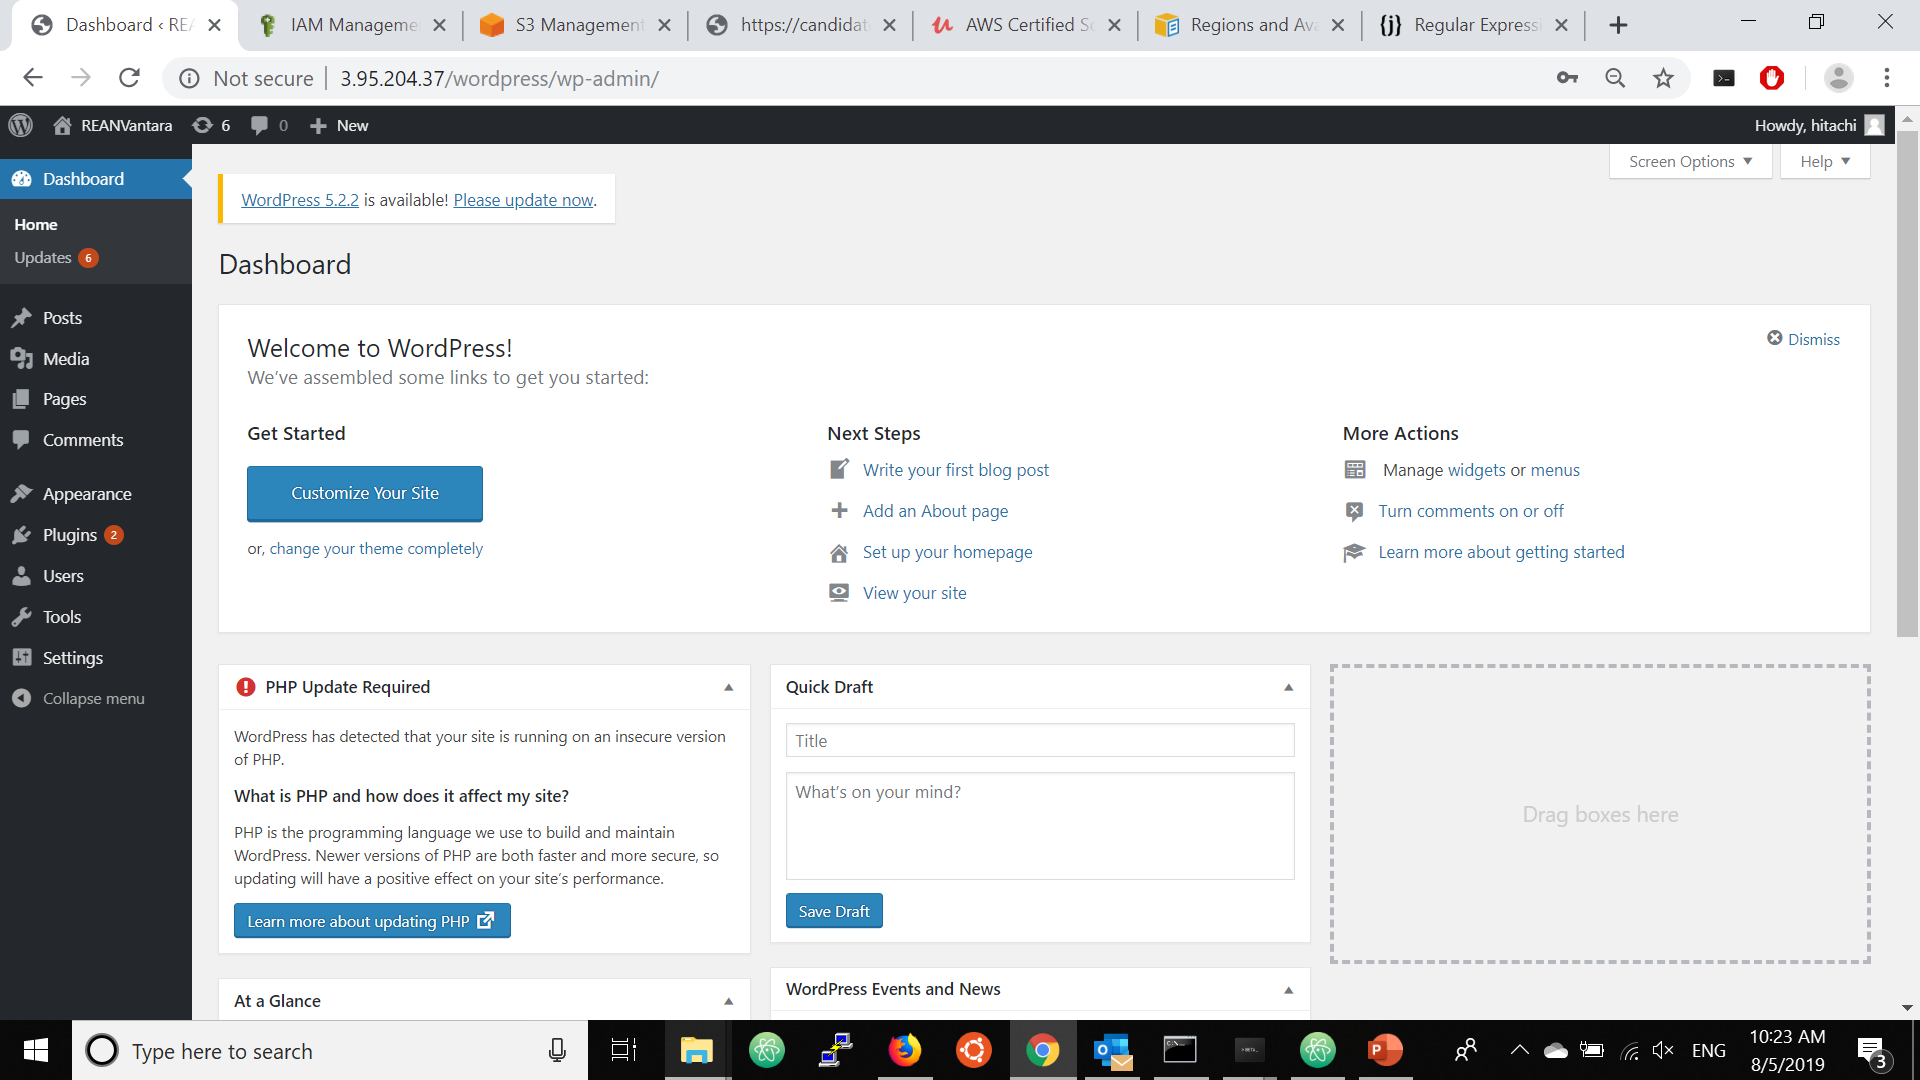 Dashboard ‹ REA
IAM Manageme
S3 Management
https://candidat
AWS Certified So
Regions and Ava
{j} Regular Expressi
Not secure 3.95.204.37/wordpress/wp-admin/
REANVantara 6 0 New
Howdy, hitachi
Screen Options Help
Dashboard
Home
Updates 6
Posts
Media
Pages
Comments
Appearance
Plugins 2
Users
Tools
Settings
Collapse menu
WordPress 5.2.2 is available! Please update now.
Dashboard
Welcome to WordPress!
Dismiss
We've assembled some links to get you started:
Get Started
Customize Your Site
or, change your theme completely
Next Steps
Write your first blog post
Add an About page
Set up your homepage
View your site
More Actions
Manage widgets or menus
Turn comments on or off
Learn more about getting started
PHP Update Required
WordPress has detected that your site is running on an insecure version
of PHP.
What is PHP and how does it affect my site?
PHP is the programming language we use to build and maintain
WordPress. Newer versions of PHP are both faster and more secure, so
updating will have a positive effect on your site's performance.
Learn more about updating PHP
At a Glance
Quick Draft
Title
What's on your mind?
Save Draft
WordPress Events and News
Drag boxes here
Type here to search
ENG
10:23 AM
8/5/2019
3